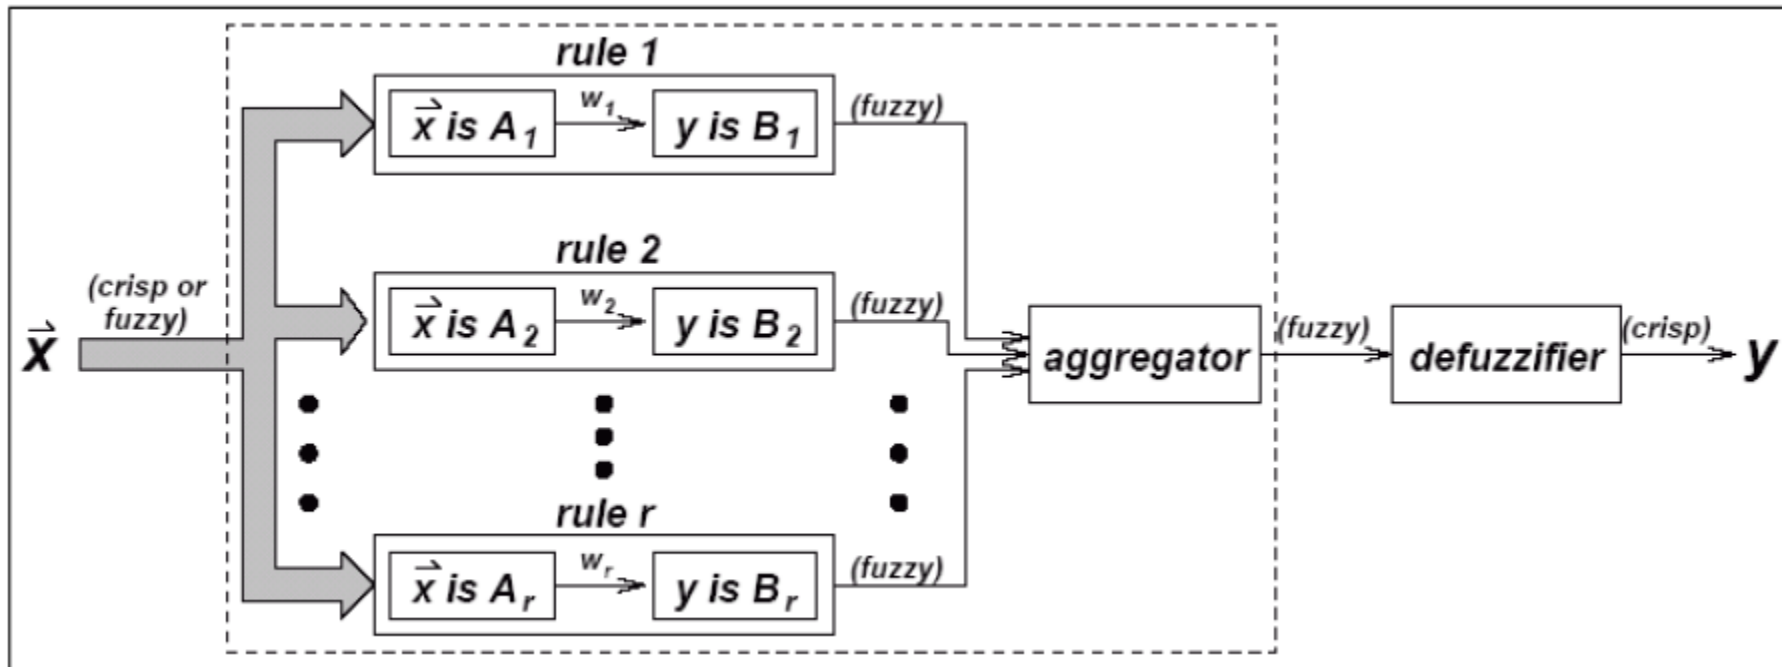 rule 1
x⃗ is A₁
w₁
y is B₁
(fuzzy)
rule 2
x⃗ is A₂
w₂
y is B₂
(fuzzy)
(crisp or
fuzzy)
x⃗
aggregator
(fuzzy)
defuzzifier
(crisp)
y
rule r
x⃗ is Aᵣ
wᵣ
y is Bᵣ
(fuzzy)